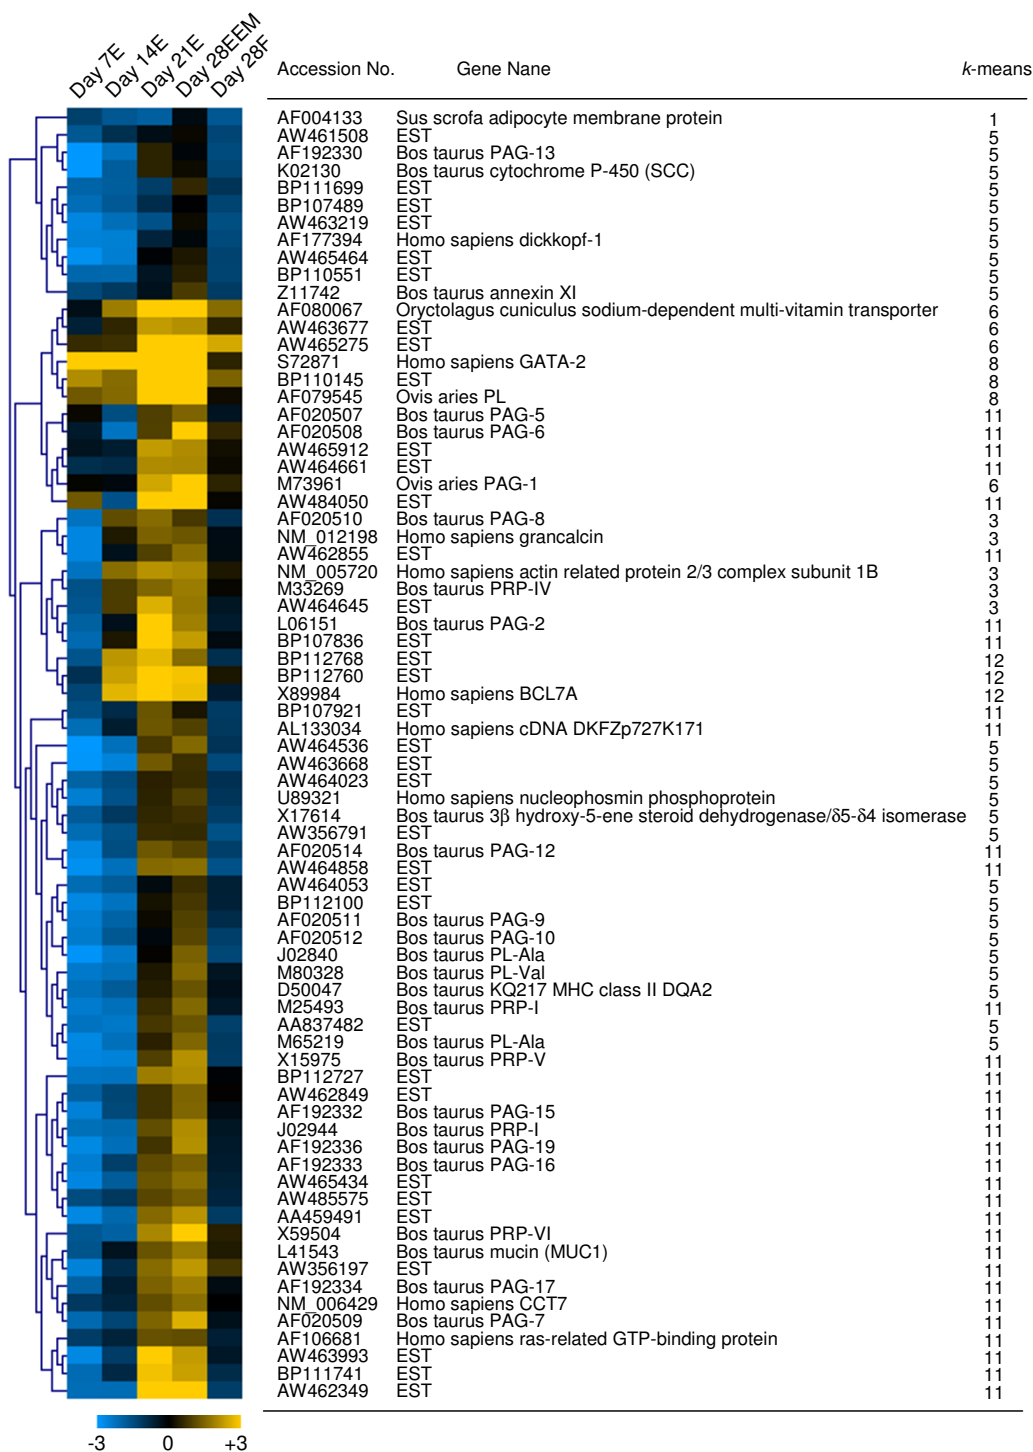 Day 7E Day 14E Day 21E Day 28EEM Day 28F
Accession No. Gene Nane k-means
AF004133 Sus scrofa adipocyte membrane protein 1
AW461508 EST 5
AF192330 Bos taurus PAG-13 5
K02130 Bos taurus cytochrome P-450 (SCC) 5
BP111699 EST 5
BP107489 EST 5
AW463219 EST 5
AF177394 Homo sapiens dickkopf-1 5
AW465464 EST 5
BP110551 EST 5
Z11742 Bos taurus annexin XI 5
AF080067 Oryctolagus cuniculus sodium-dependent multi-vitamin transporter 6
AW463677 EST 6
AW465275 EST 6
S72871 Homo sapiens GATA-2 8
BP110145 EST 8
AF079545 Ovis aries PL 8
AF020507 Bos taurus PAG-5 11
AF020508 Bos taurus PAG-6 11
AW465912 EST 11
AW464661 EST 11
M73961 Ovis aries PAG-1 6
AW484050 EST 11
AF020510 Bos taurus PAG-8 3
NM_012198 Homo sapiens grancalcin 3
AW462855 EST 11
NM_005720 Homo sapiens actin related protein 2/3 complex subunit 1B 3
M33269 Bos taurus PRP-IV 3
AW464645 EST 3
L06151 Bos taurus PAG-2 11
BP107836 EST 11
BP112768 EST 12
BP112760 EST 12
X89984 Homo sapiens BCL7A 12
BP107921 EST 11
AL133034 Homo sapiens cDNA DKFZp727K171 11
AW464536 EST 5
AW463668 EST 5
AW464023 EST 5
U89321 Homo sapiens nucleophosmin phosphoprotein 5
X17614 Bos taurus 3β hydroxy-5-ene steroid dehydrogenase/δ5-δ4 isomerase 5
AW356791 EST 5
AF020514 Bos taurus PAG-12 11
AW464858 EST 11
AW464053 EST 5
BP112100 EST 5
AF020511 Bos taurus PAG-9 5
AF020512 Bos taurus PAG-10 5
J02840 Bos taurus PL-Ala 5
M80328 Bos taurus PL-Val 5
D50047 Bos taurus KQ217 MHC class II DQA2 5
M25493 Bos taurus PRP-I 11
AA837482 EST 5
M65219 Bos taurus PL-Ala 5
X15975 Bos taurus PRP-V 11
BP112727 EST 11
AW462849 EST 11
AF192332 Bos taurus PAG-15 11
J02944 Bos taurus PRP-I 11
AF192336 Bos taurus PAG-19 11
AF192333 Bos taurus PAG-16 11
AW465434 EST 11
AW485575 EST 11
AA459491 EST 11
X59504 Bos taurus PRP-VI 11
L41543 Bos taurus mucin (MUC1) 11
AW356197 EST 11
AF192334 Bos taurus PAG-17 11
NM_006429 Homo sapiens CCT7 11
AF020509 Bos taurus PAG-7 11
AF106681 Homo sapiens ras-related GTP-binding protein 11
AW463993 EST 11
BP111741 EST 11
AW462349 EST 11
-3 0 +3